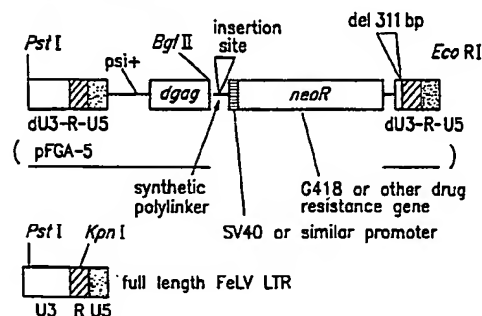 insertion site
del 311 bp
Pst I
psi+
Bgl II
Eco RI
dgag
neoR
dU3-R-U5
dU3-R-U5
( pFGA-5 )
synthetic polylinker
G418 or other drug resistance gene
SV40 or similar promoter
Pst I
Kpn I
full length FeLV LTR
U3 R U5